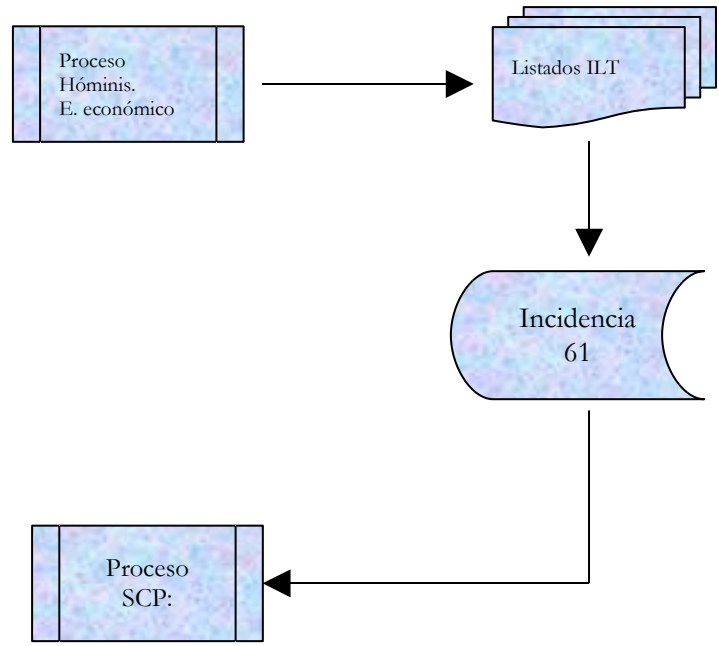 Proceso
Hóminis.
E. económico
Listados ILT
Incidencia
61
Proceso
SCP: